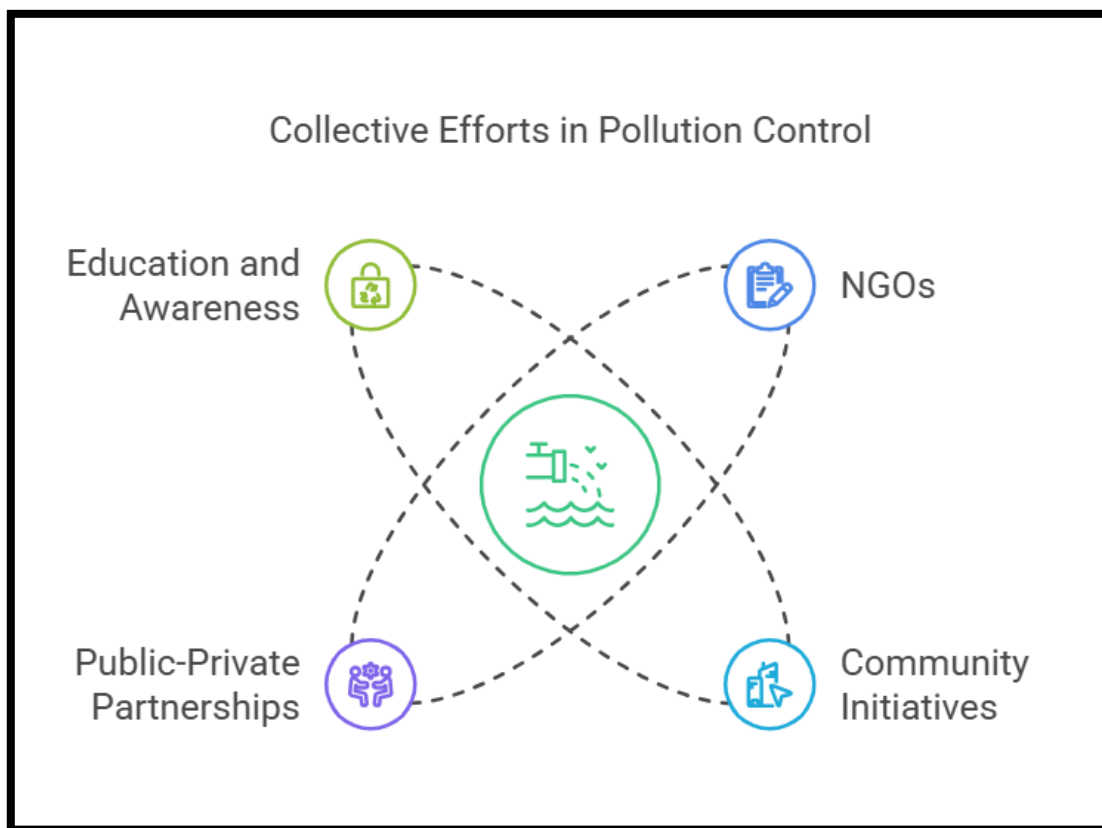 Collective Efforts in Pollution Control
Education and
Awareness
NGOs
Public-Private
Partnerships
Community
Initiatives